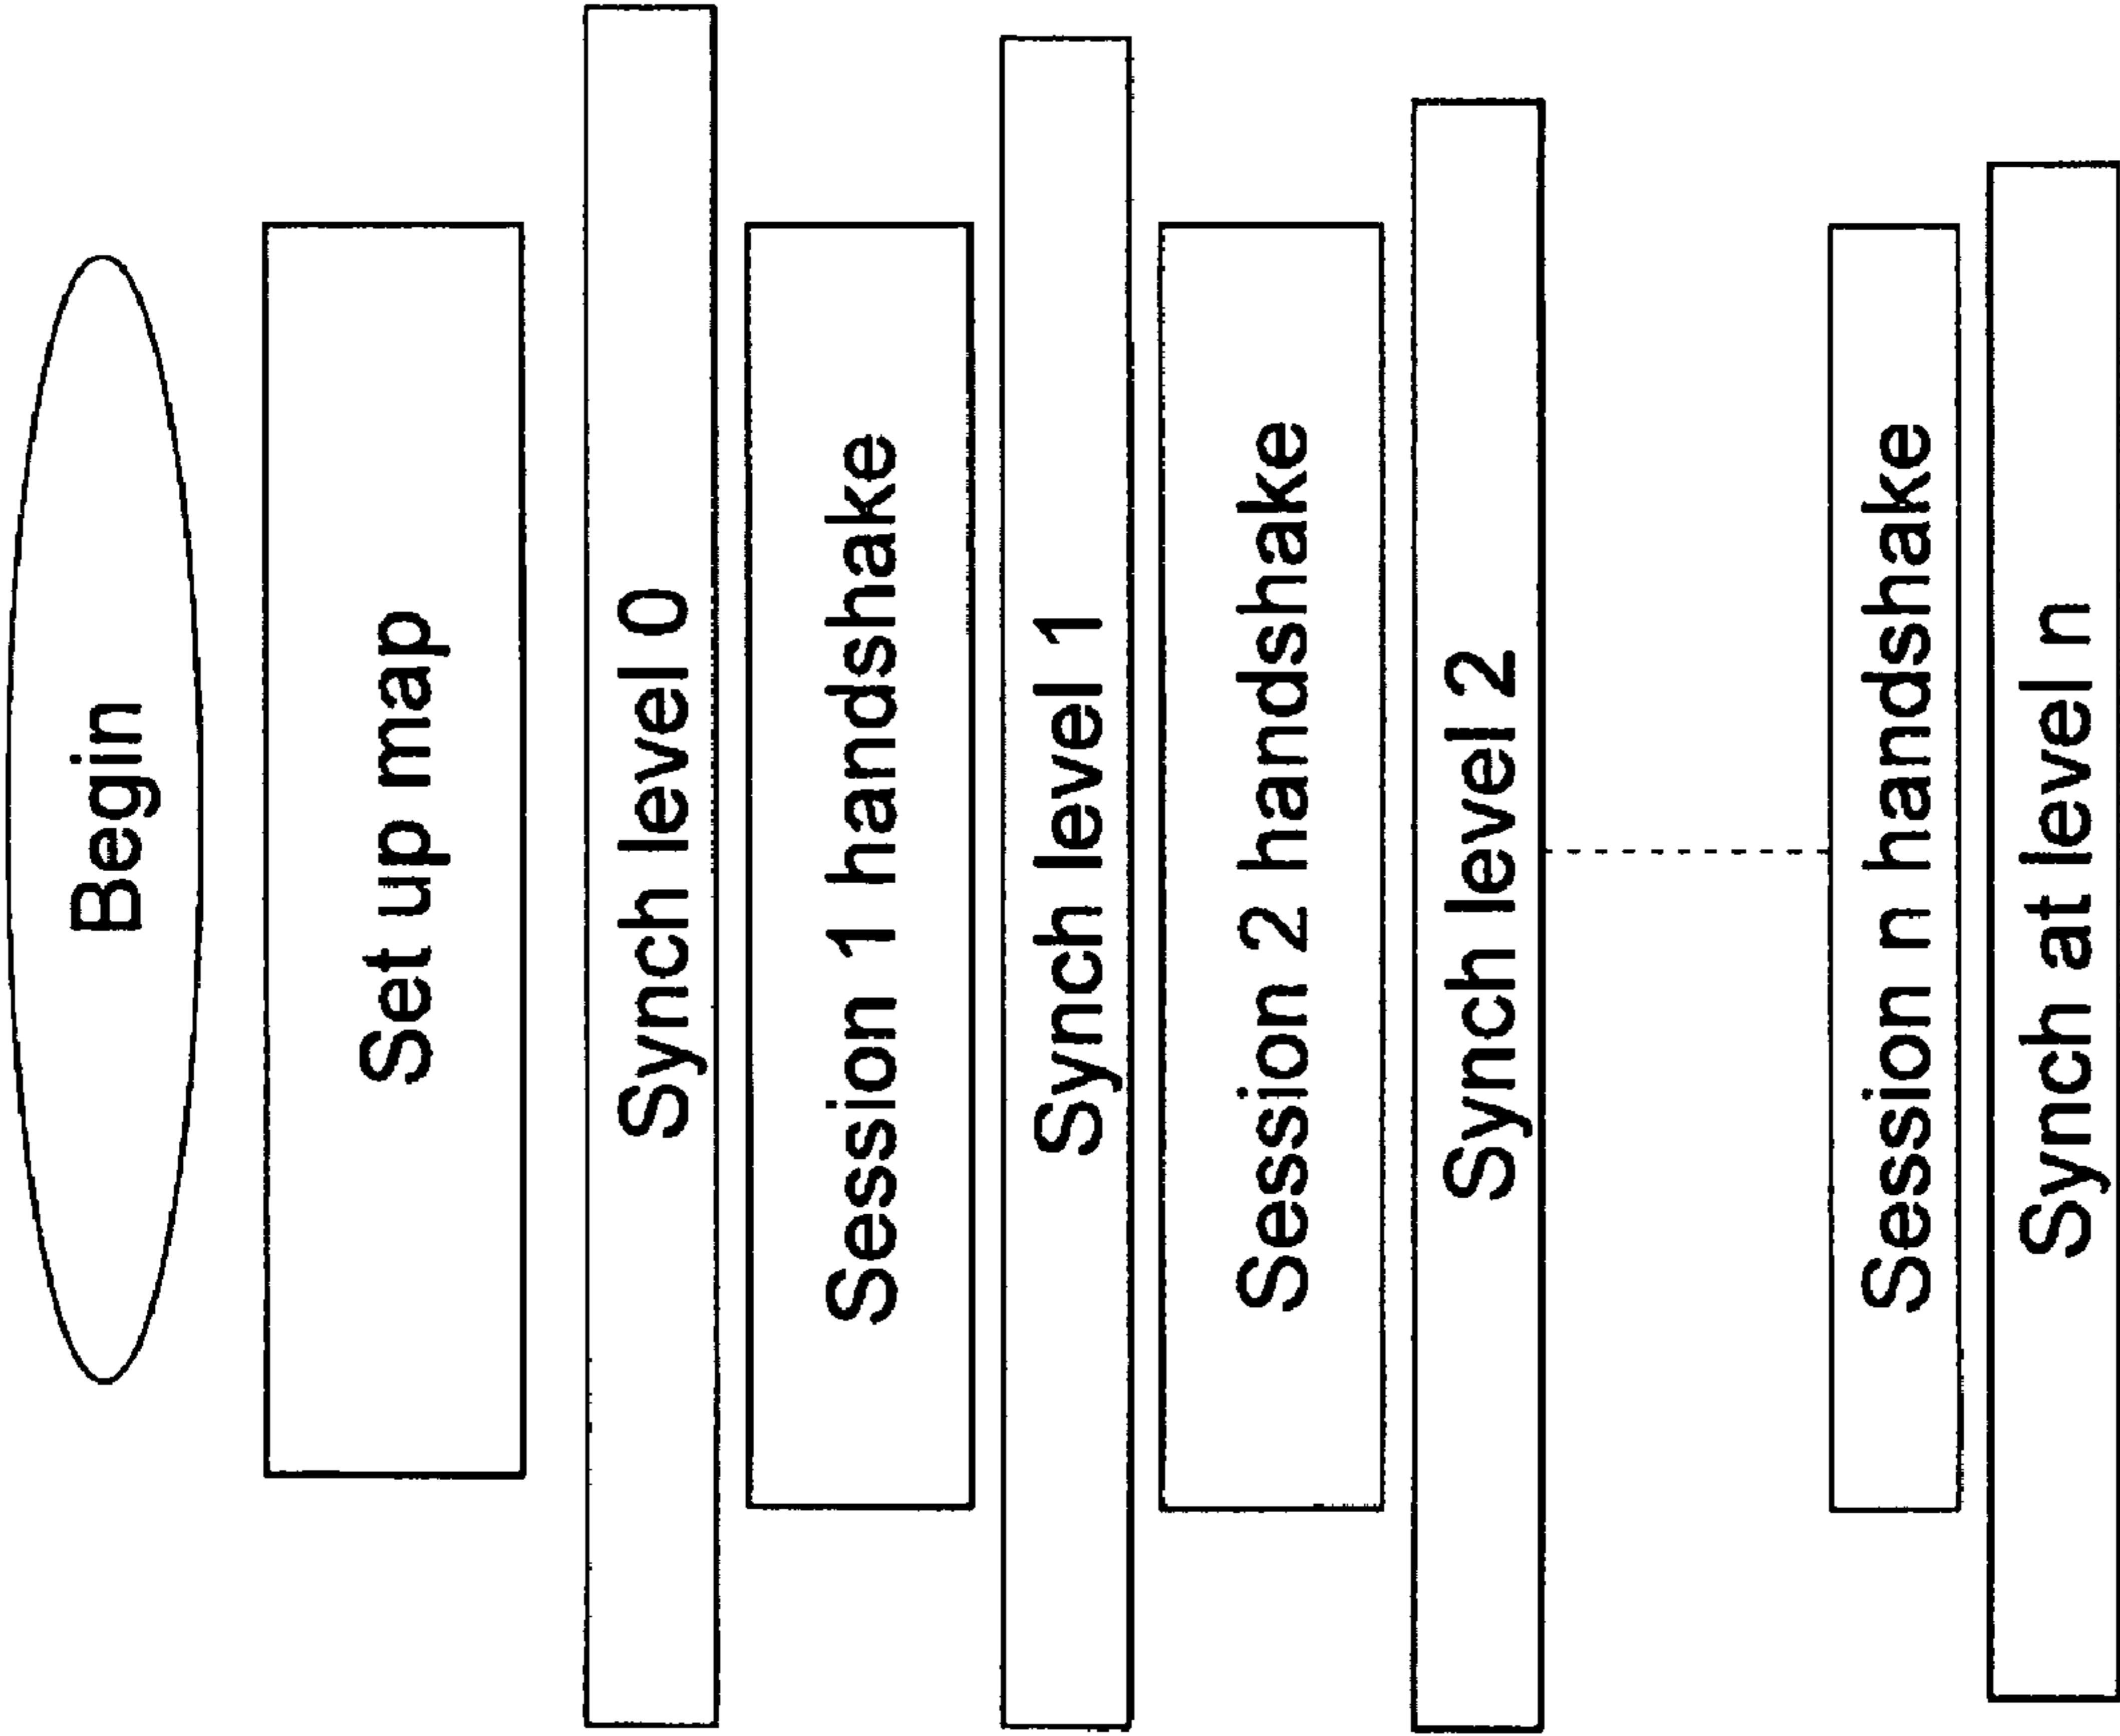 Begin
Set up map
Synch level 0
Session 1 handshake
Synch level 1
Session 2 handshake
Synch level 2
Session n handshake
Synch at level n